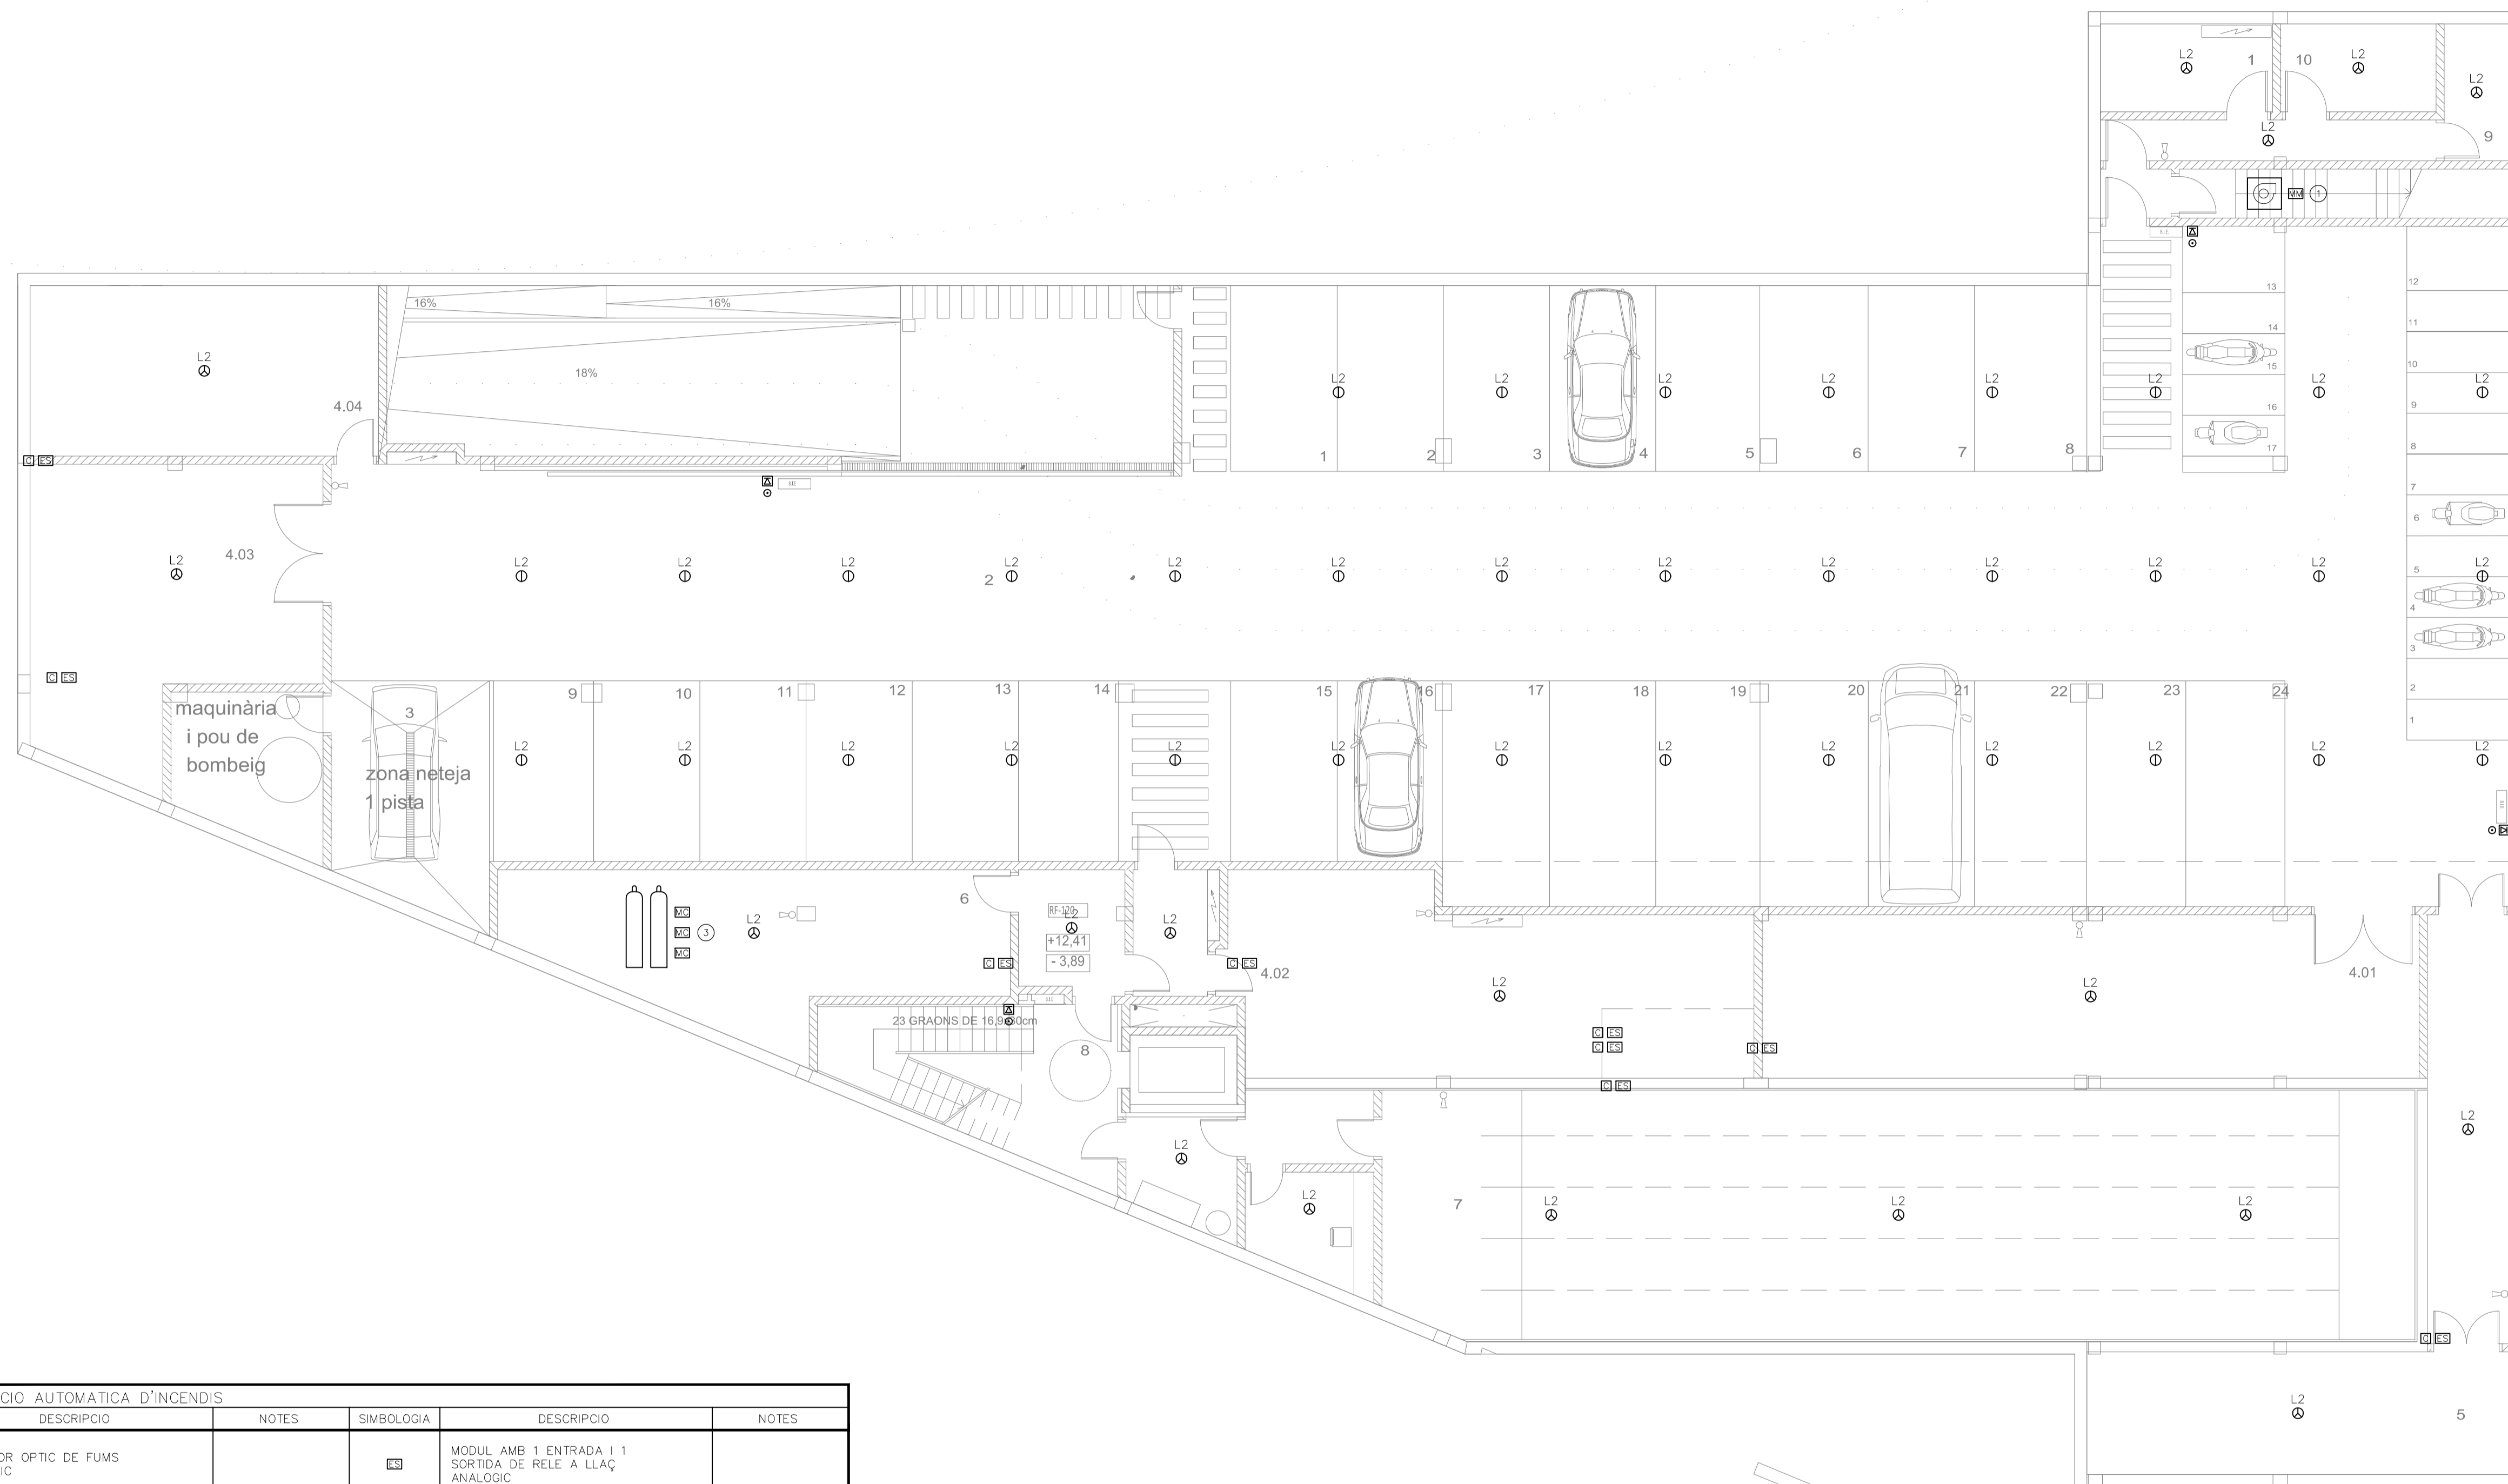 L2
1
10
L2
L2
L2
9
MM
1
16%
16%
13
12
14
11
L2
18%
15
10
L2
L2
L2
L2
L2
L2
L2
L2
4.04
16
9
1
2
3
4
5
6
7
8
17
8
C ES
7
6
4.03
L2
L2
L2
L2
L2
2
L2
L2
L2
L2
L2
L2
L2
L2
L2
L2
5
4
3
C ES
9
10
11
12
13
14
15
16
17
18
19
20
21
22
23
24
2
maquinària
i pou de
bombeig
3
1
zona neteja
1 pista
L2
L2
L2
L2
L2
L2
L2
L2
L2
L2
L2
L2
L2
6
RF-120
MC
MC
MC
3
L2
L2
L2
+12,41
- 3,89
C ES
C ES
4.02
4.01
L2
L2
23 GRAONS DE 16,9x30cm
8
C ES
C ES
C ES
C ES
L2
L2
L2
7
L2
L2
L2
C ES
L2
5
CIO AUTOMATICA D'INCENDIS
DESCRIPCIO
NOTES
SIMBOLOGIA
DESCRIPCIO
NOTES
OR OPTIC DE FUMS
IC
ES
MODUL AMB 1 ENTRADA I 1
SORTIDA DE RELE A LLAÇ
ANALOGIC